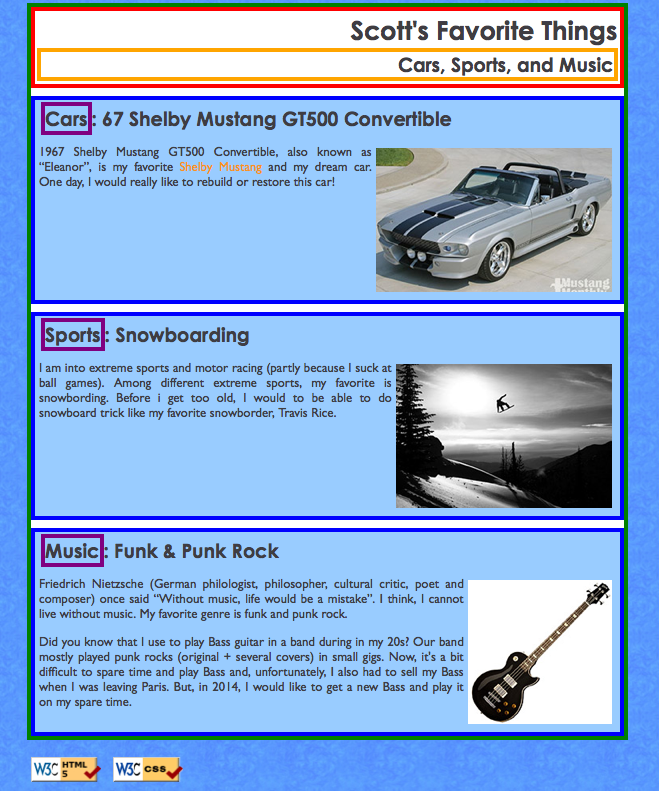 Scott's Favorite Things
Cars, Sports, and Music
Cars: 67 Shelby Mustang GT500 Convertible
1967 Shelby Mustang GT500 Convertible, also known as
“Eleanor”, is my favorite Shelby Mustang and my dream car.
One day, I would really like to rebuild or restore this car!
Mustang
Monthly
Sports: Snowboarding
I am into extreme sports and motor racing (partly because I suck at
ball games). Among different extreme sports, my favorite is
snowbording. Before i get too old, I would to be able to do
snowboard trick like my favorite snowborder, Travis Rice.
Music: Funk & Punk Rock
Friedrich Nietzsche (German philologist, philosopher, cultural critic, poet and
composer) once said “Without music, life would be a mistake”. I think, I cannot
live without music. My favorite genre is funk and punk rock.
Did you know that I use to play Bass guitar in a band during in my 20s? Our band
mostly played punk rocks (original + several covers) in small gigs. Now, it's a bit
difficult to spare time and play Bass and, unfortunately, I also had to sell my Bass
when I was leaving Paris. But, in 2014, I would like to get a new Bass and play it
on my spare time.
W3C HTML 5
W3C CSS